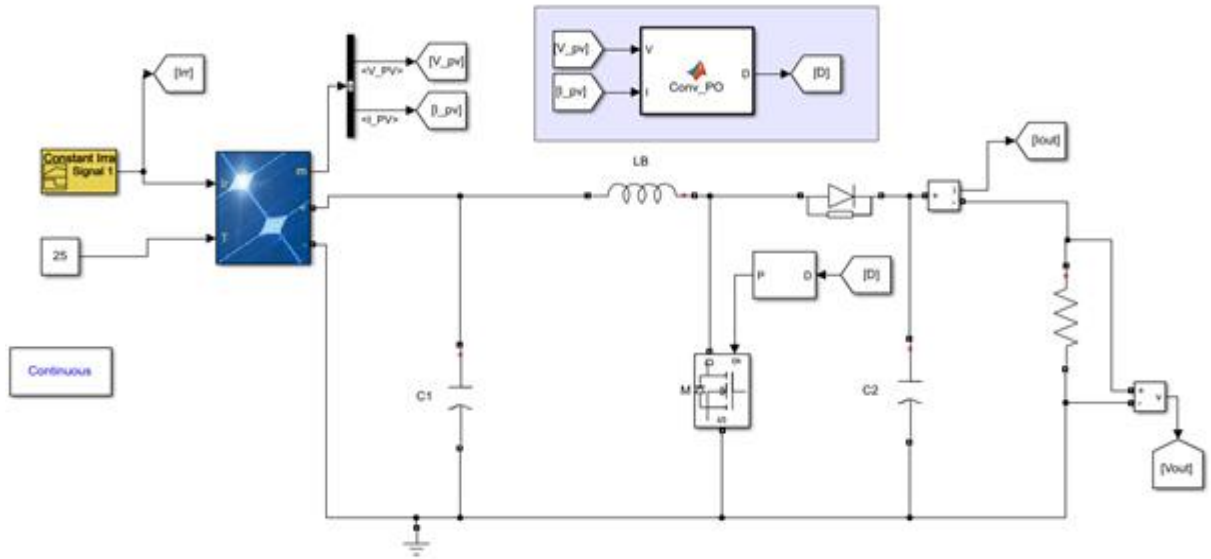 [Irr]
<V_PV>
[V_pv]
<I_PV>
[I_pv]
[V_pv]
V
[I_pv]
I
D
Conv_PO
[D]
Constant Irra
Signal 1
Ir
T
m
+
-
25
Continuous
LB
+
i
-
[Iout]
P
D
[D]
C1
M
D
S
C2
+
-
v
[Vout]